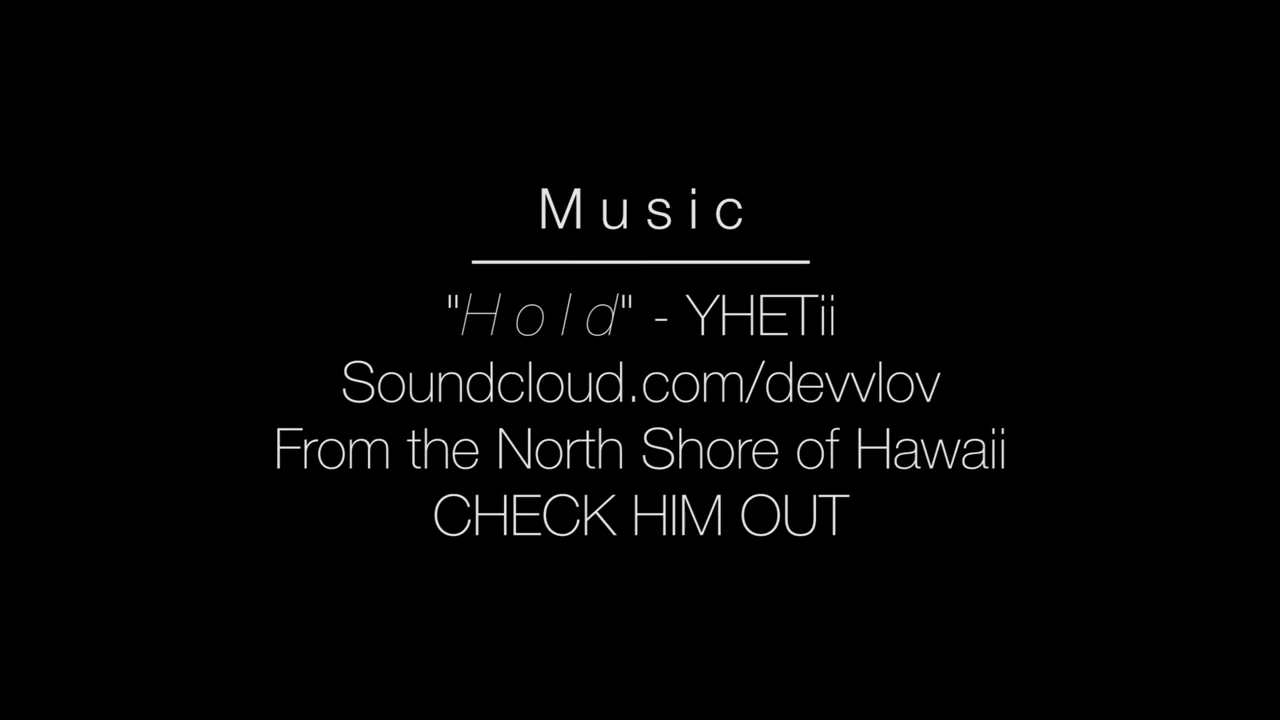 Music
"Hold" - YHETii
Soundcloud.com/devvlov
From the North Shore of Hawaii
CHECK HIM OUT